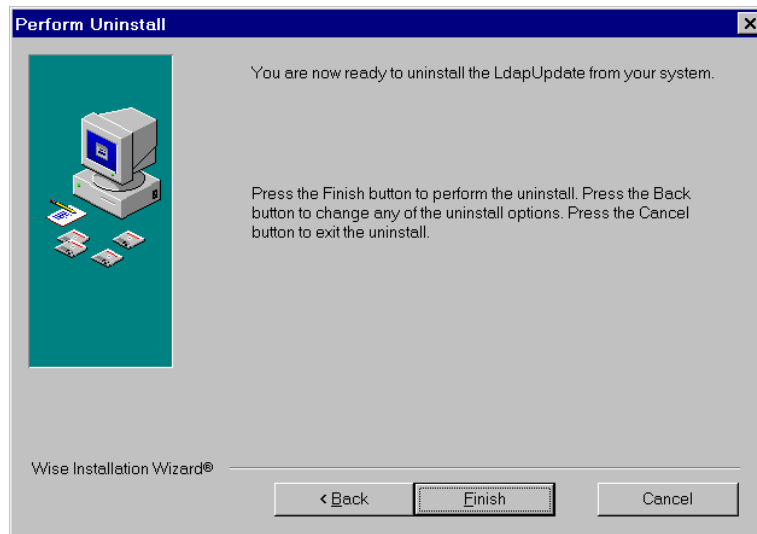 Perform Uninstall
You are now ready to uninstall the LdapUpdate from your system.
Press the Finish button to perform the uninstall. Press the Back
button to change any of the uninstall options. Press the Cancel
button to exit the uninstall.
Wise Installation Wizard®
< Back
Finish
Cancel